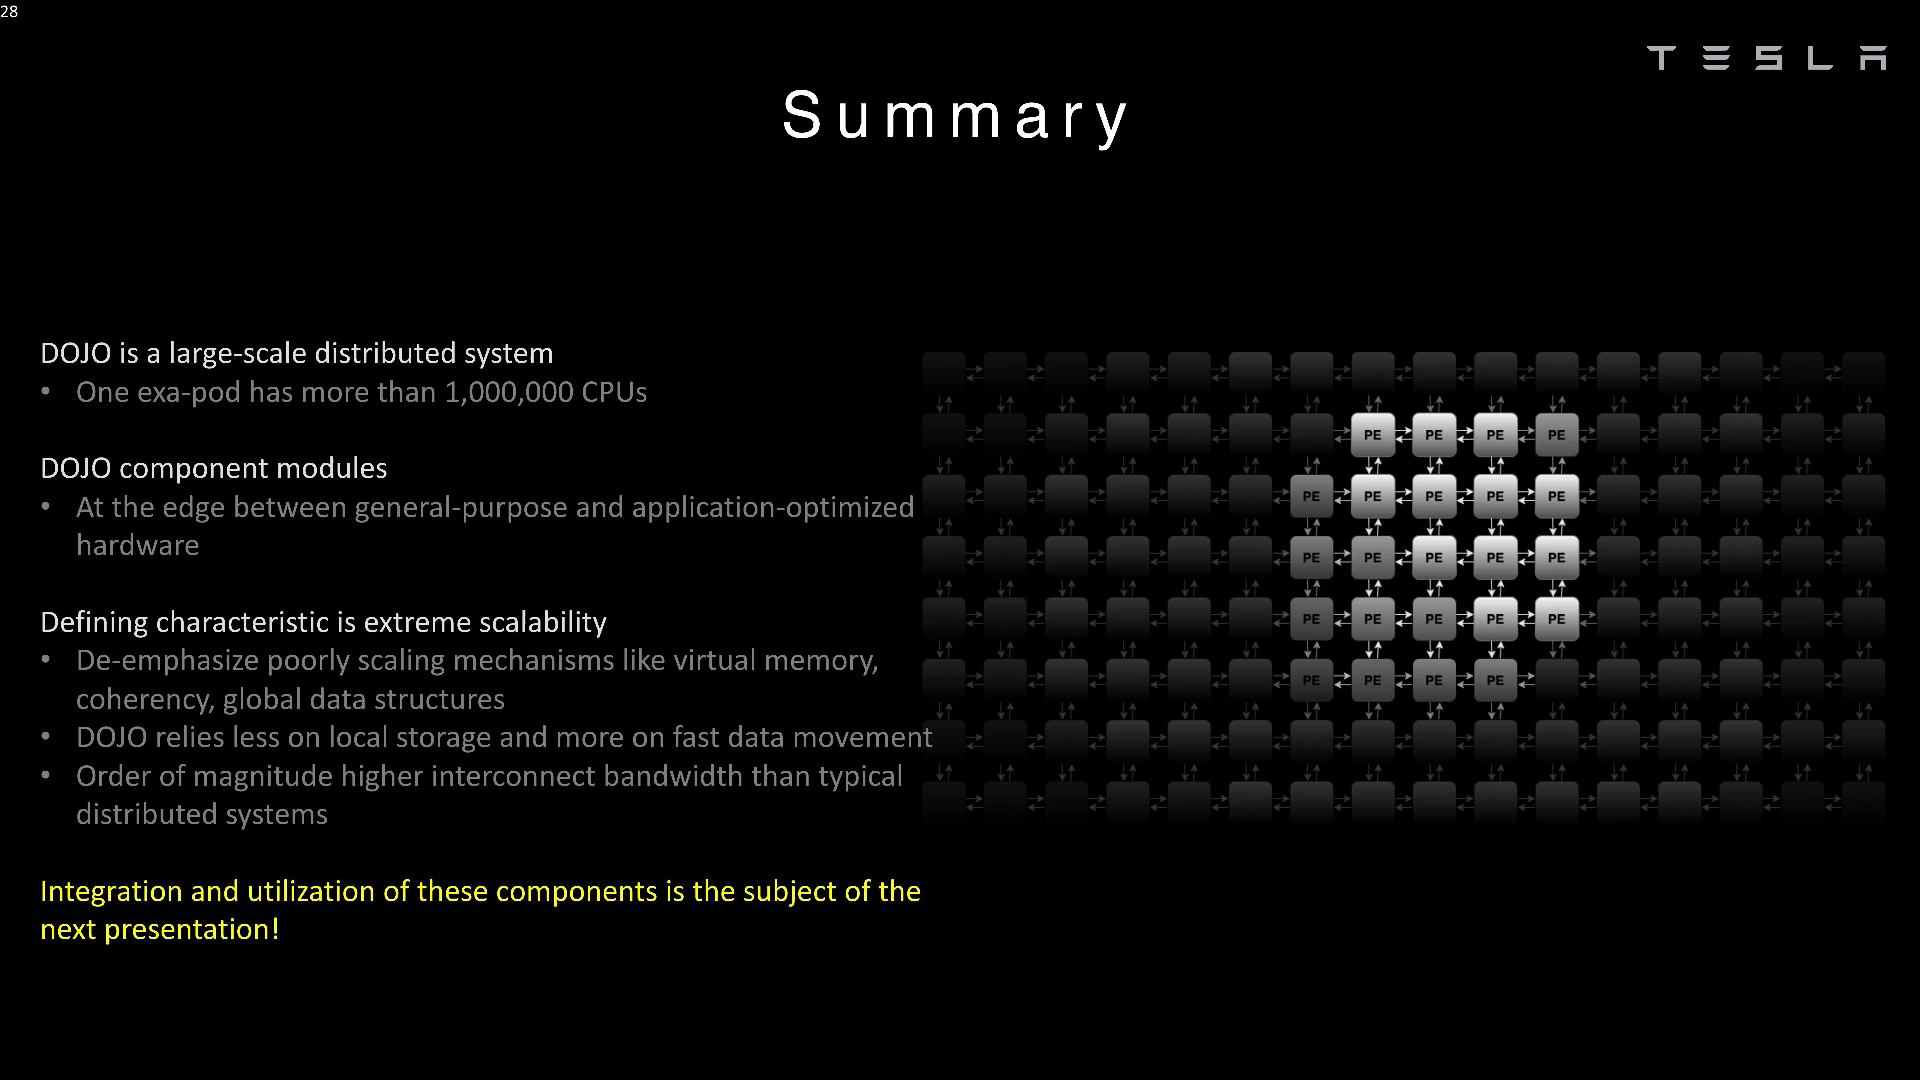 28
TESLA
Summary
DOJO is a large-scale distributed system
• One exa-pod has more than 1,000,000 CPUs
DOJO component modules
• At the edge between general-purpose and application-optimized
hardware
Defining characteristic is extreme scalability
• De-emphasize poorly scaling mechanisms like virtual memory,
coherency, global data structures
• DOJO relies less on local storage and more on fast data movement
• Order of magnitude higher interconnect bandwidth than typical
distributed systems
Integration and utilization of these components is the subject of the
next presentation!
PE PE PE PE
PE PE PE PE PE
PE PE PE PE PE
PE PE PE PE PE
PE PE PE PE